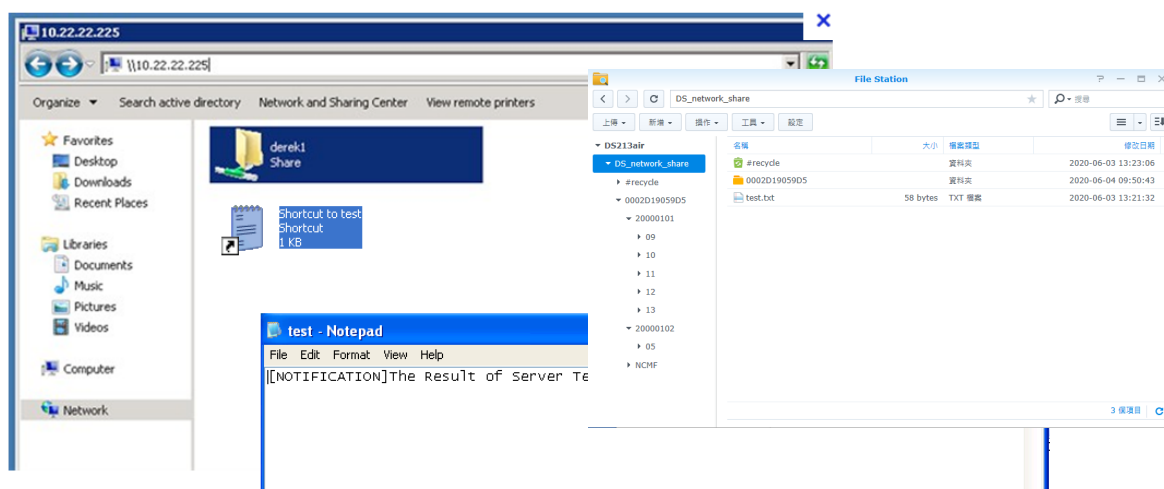 10.22.22.225
\\10.22.22.225
Organize
Search active directory
Network and Sharing Center
View remote printers
Favorites
Desktop
Downloads
Recent Places
Libraries
Documents
Music
Pictures
Videos
Computer
Network
derek1
Share
Shortcut to test
Shortcut
1 KB
test - Notepad
File Edit Format View Help
[NOTIFICATION]The Result of Server Te
File Station
DS_network_share
搜尋
上傳 新增 操作 工具 設定
DS213air
DS_network_share
#recycle
0002D19059D5
20000101
09
10
11
12
13
20000102
05
NCMF
名稱 大小 檔案類型 修改日期
#recycle 資料夾 2020-06-03 13:23:06
0002D19059D5 資料夾 2020-06-04 09:50:43
test.txt 58 bytes TXT 檔案 2020-06-03 13:21:32
3 個項目